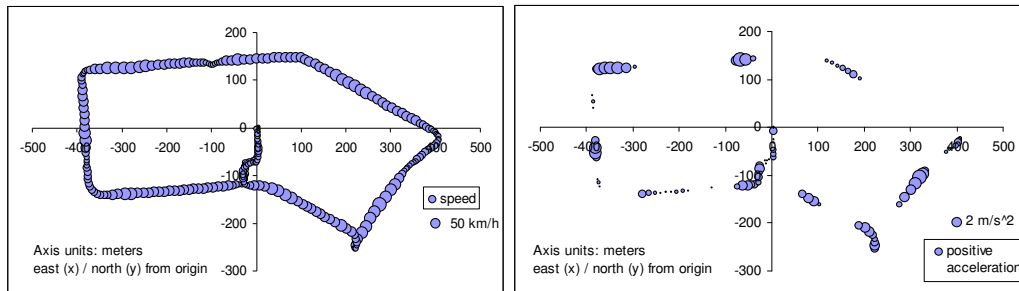 200
100
0
-500 -400 -300 -200 -100 0 100 200 300 400 500
-100
speed
-200
50 km/h
Axis units: meters
east (x) / north (y) from origin
-300
200
100
0
-500 -400 -300 -200 -100 0 100 200 300 400 500
-100
-200
2 m/s^2
Axis units: meters
positive
east (x) / north (y) from origin
acceleration
-300